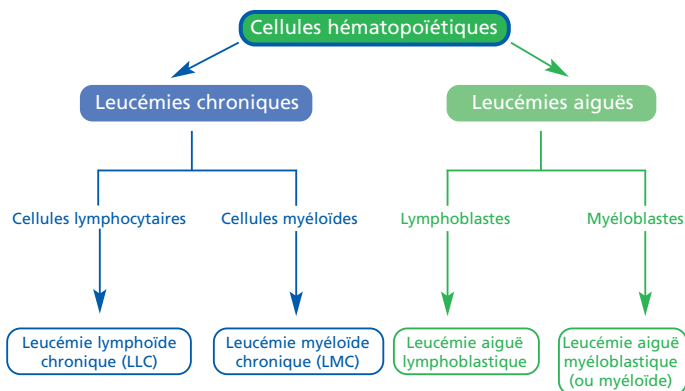 Cellules hématopoïétiques
Leucémies chroniques
Leucémies aiguës
Cellules lymphocytaires
Cellules myéloïdes
Lymphoblastes
Myéloblastes
Leucémie lymphoïde
chronique (LLC)
Leucémie myéloïde
chronique (LMC)
Leucémie aiguë
lymphoblastique
Leucémie aiguë
myéloblastique
(ou myéloïde)